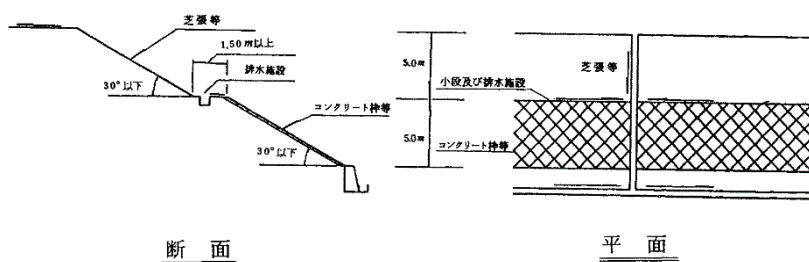 芝張等
1.50m以上
排水施設
30°以下
コンクリート枠等
30°以下
断面
5.0m
芝張等
小段及び排水施設
5.0m
コンクリート枠等
平面